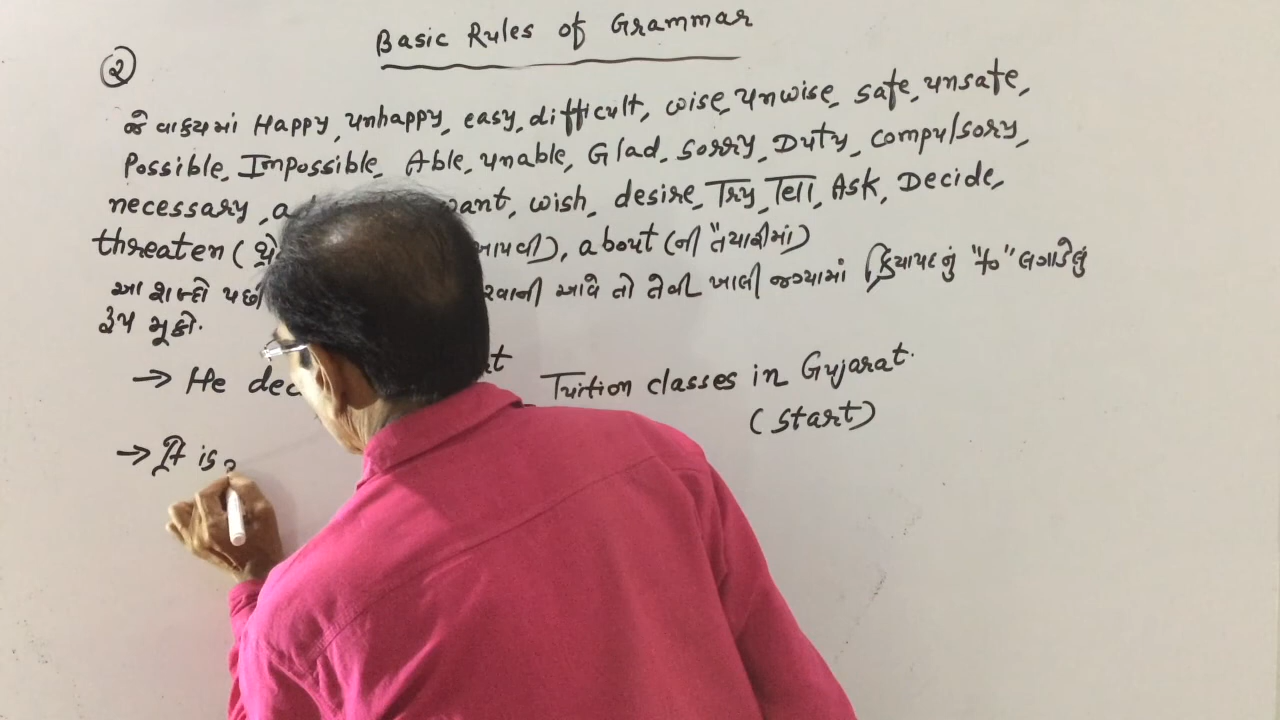 Basic Rules of Grammar
૨
જે વાક્યમાં Happy, unhappy, easy, difficult, wise, unwise, safe, unsafe,
Possible, Impossible, Able, unable, Glad, sorry, Duty, compulsory,
necessary, want, wish, desire, Try, Tell, Ask, Decide,
threaten ( આપવી), about (ની તૈયારીમાં)
આ શબ્દો પછી આવે તો તેવી ખાલી જગ્યામાં ક્રિયાપદનું "to" લગાડેલું
રૂપ મૂકો.
→ He Tuition classes in Gujarat.
(start)
→ It is